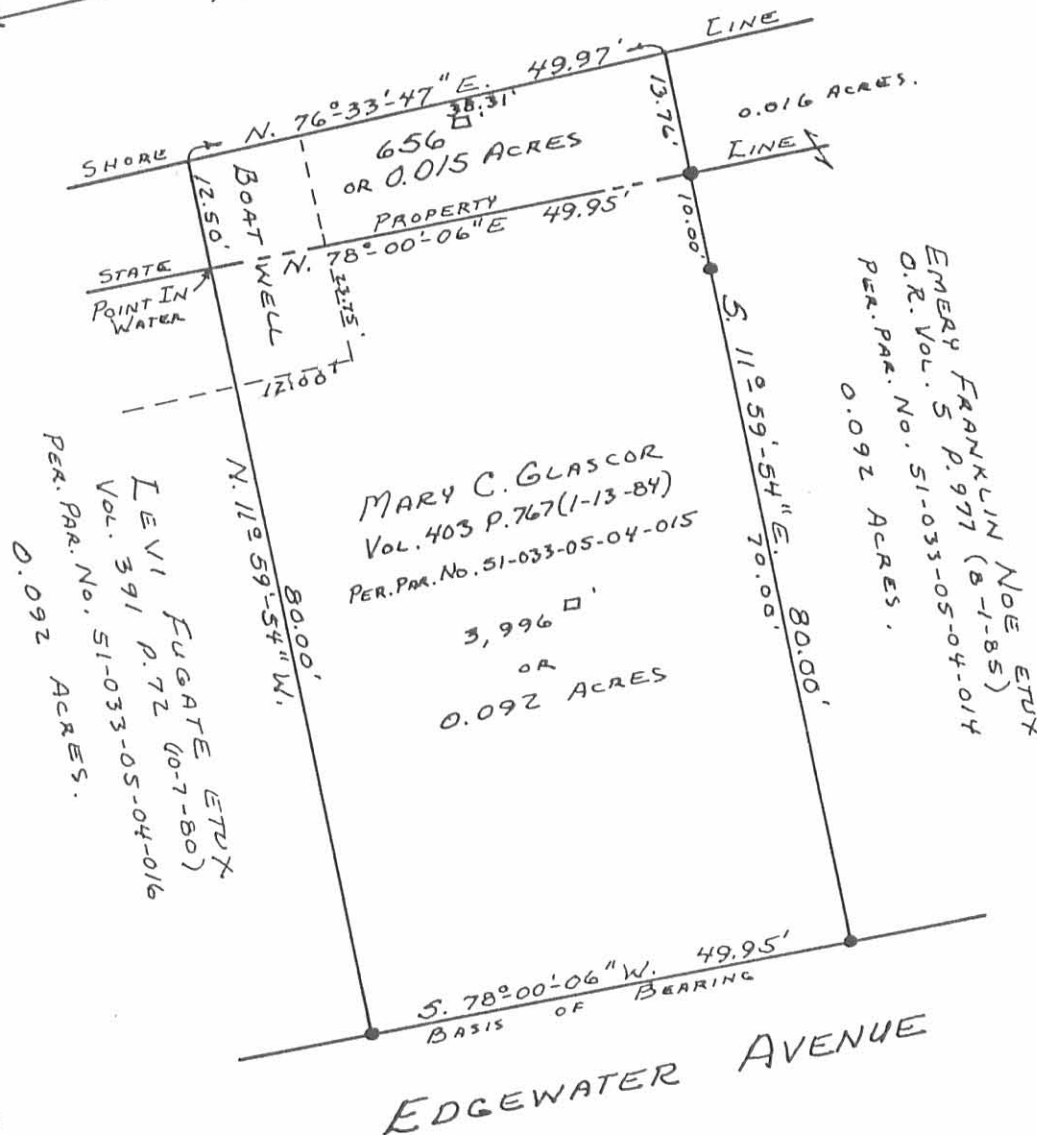 LINE
N. 76°-33'-47" E. 49.97'
38.31'
SHORE
656 □'
OR 0.015 ACRES
13.76'
0.016 ACRES.
LINE
12.50'
BOAT WELL
PROPERTY
N. 78°-00'-06" E 49.95'
10.00'
STATE
POINT IN
WATER
23.75'
12.00'
S. 11°-59'-54" E. 80.00'
70.00'
EMERY FRANKLIN NOE ETUX
O.R. VOL. 5 P. 977 (8-1-85)
PER. PAR. No. 51-033-05-04-014
0.092 ACRES.
MARY C. GLASCOR
VOL. 403 P. 767 (1-13-84)
PER. PAR. No. 51-033-05-04-015
3,996 □'
OR
0.092 ACRES
N. 11°-59'-54" W. 80.00'
LEVI FUGATE ETUX
VOL. 391 P. 72 (10-7-80)
PER. PAR. No. 51-033-05-04-016
0.092 ACRES.
S. 78°-00'-06" W. 49.95'
BASIS OF BEARING
EDGEWATER AVENUE